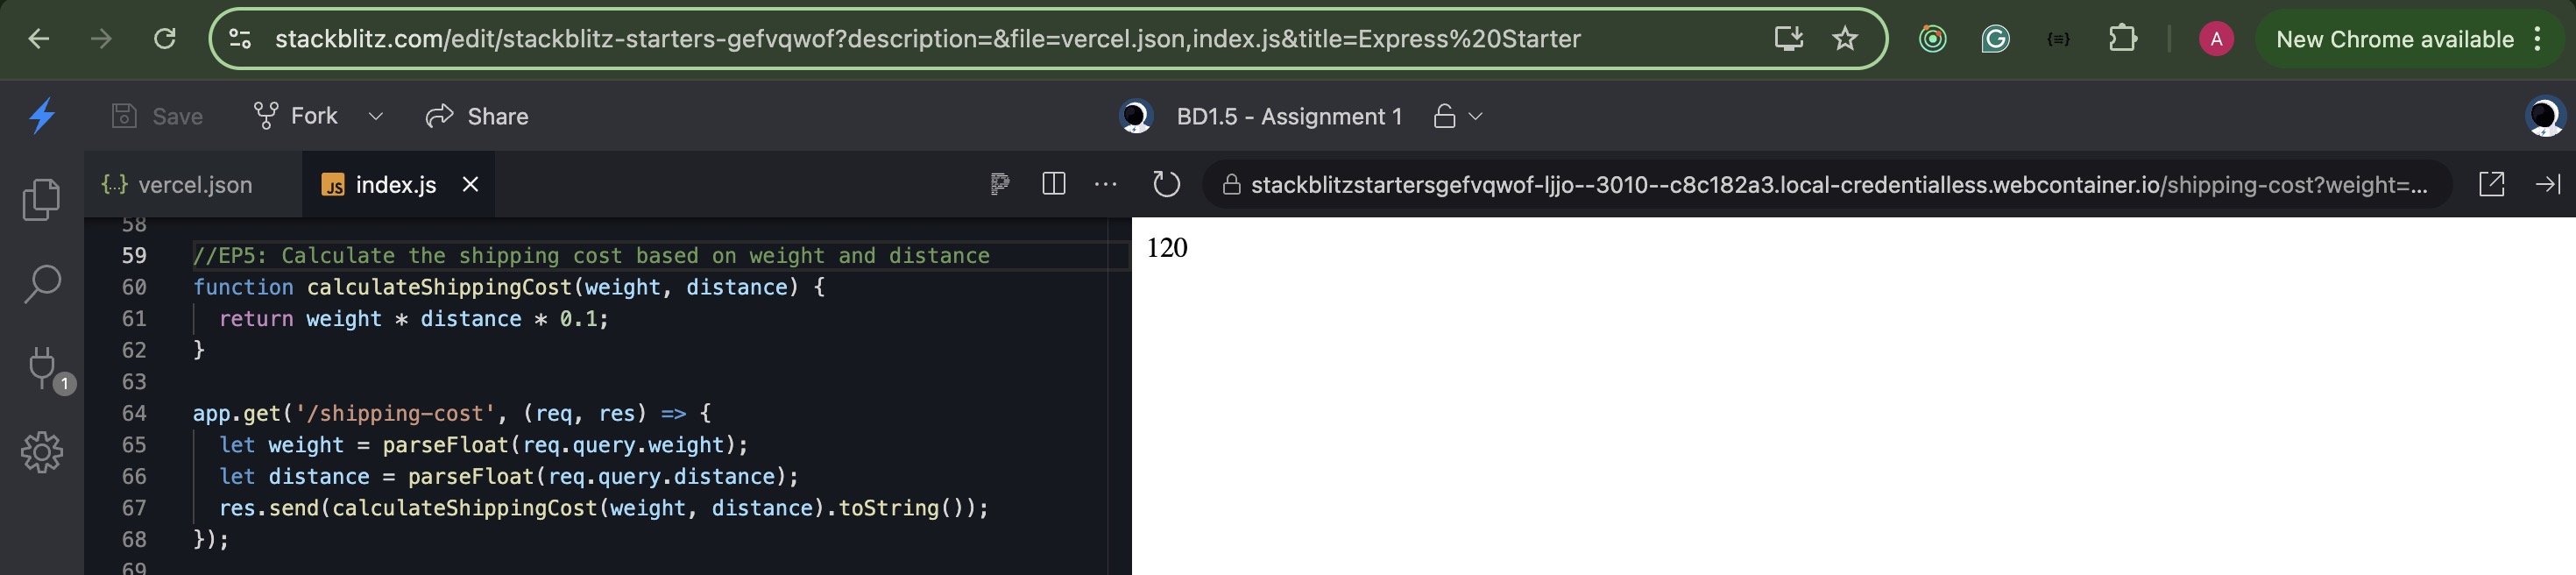 stackblitz.com/edit/stackblitz-starters-gefvqwof?description=&file=vercel.json,index.js&title=Express%20Starter
A
New Chrome available
Save
Fork
Share
BD1.5 - Assignment 1
{..} vercel.json
JS index.js
stackblitzstartersgefvqwof-ljjo--3010--c8c182a3.local-credentialless.webcontainer.io/shipping-cost?weight=...
1
58
59 //EP5: Calculate the shipping cost based on weight and distance
60 function calculateShippingCost(weight, distance) {
61 return weight * distance * 0.1;
62 }
63
64 app.get('/shipping-cost', (req, res) => {
65 let weight = parseFloat(req.query.weight);
66 let distance = parseFloat(req.query.distance);
67 res.send(calculateShippingCost(weight, distance).toString());
68 });
69
120